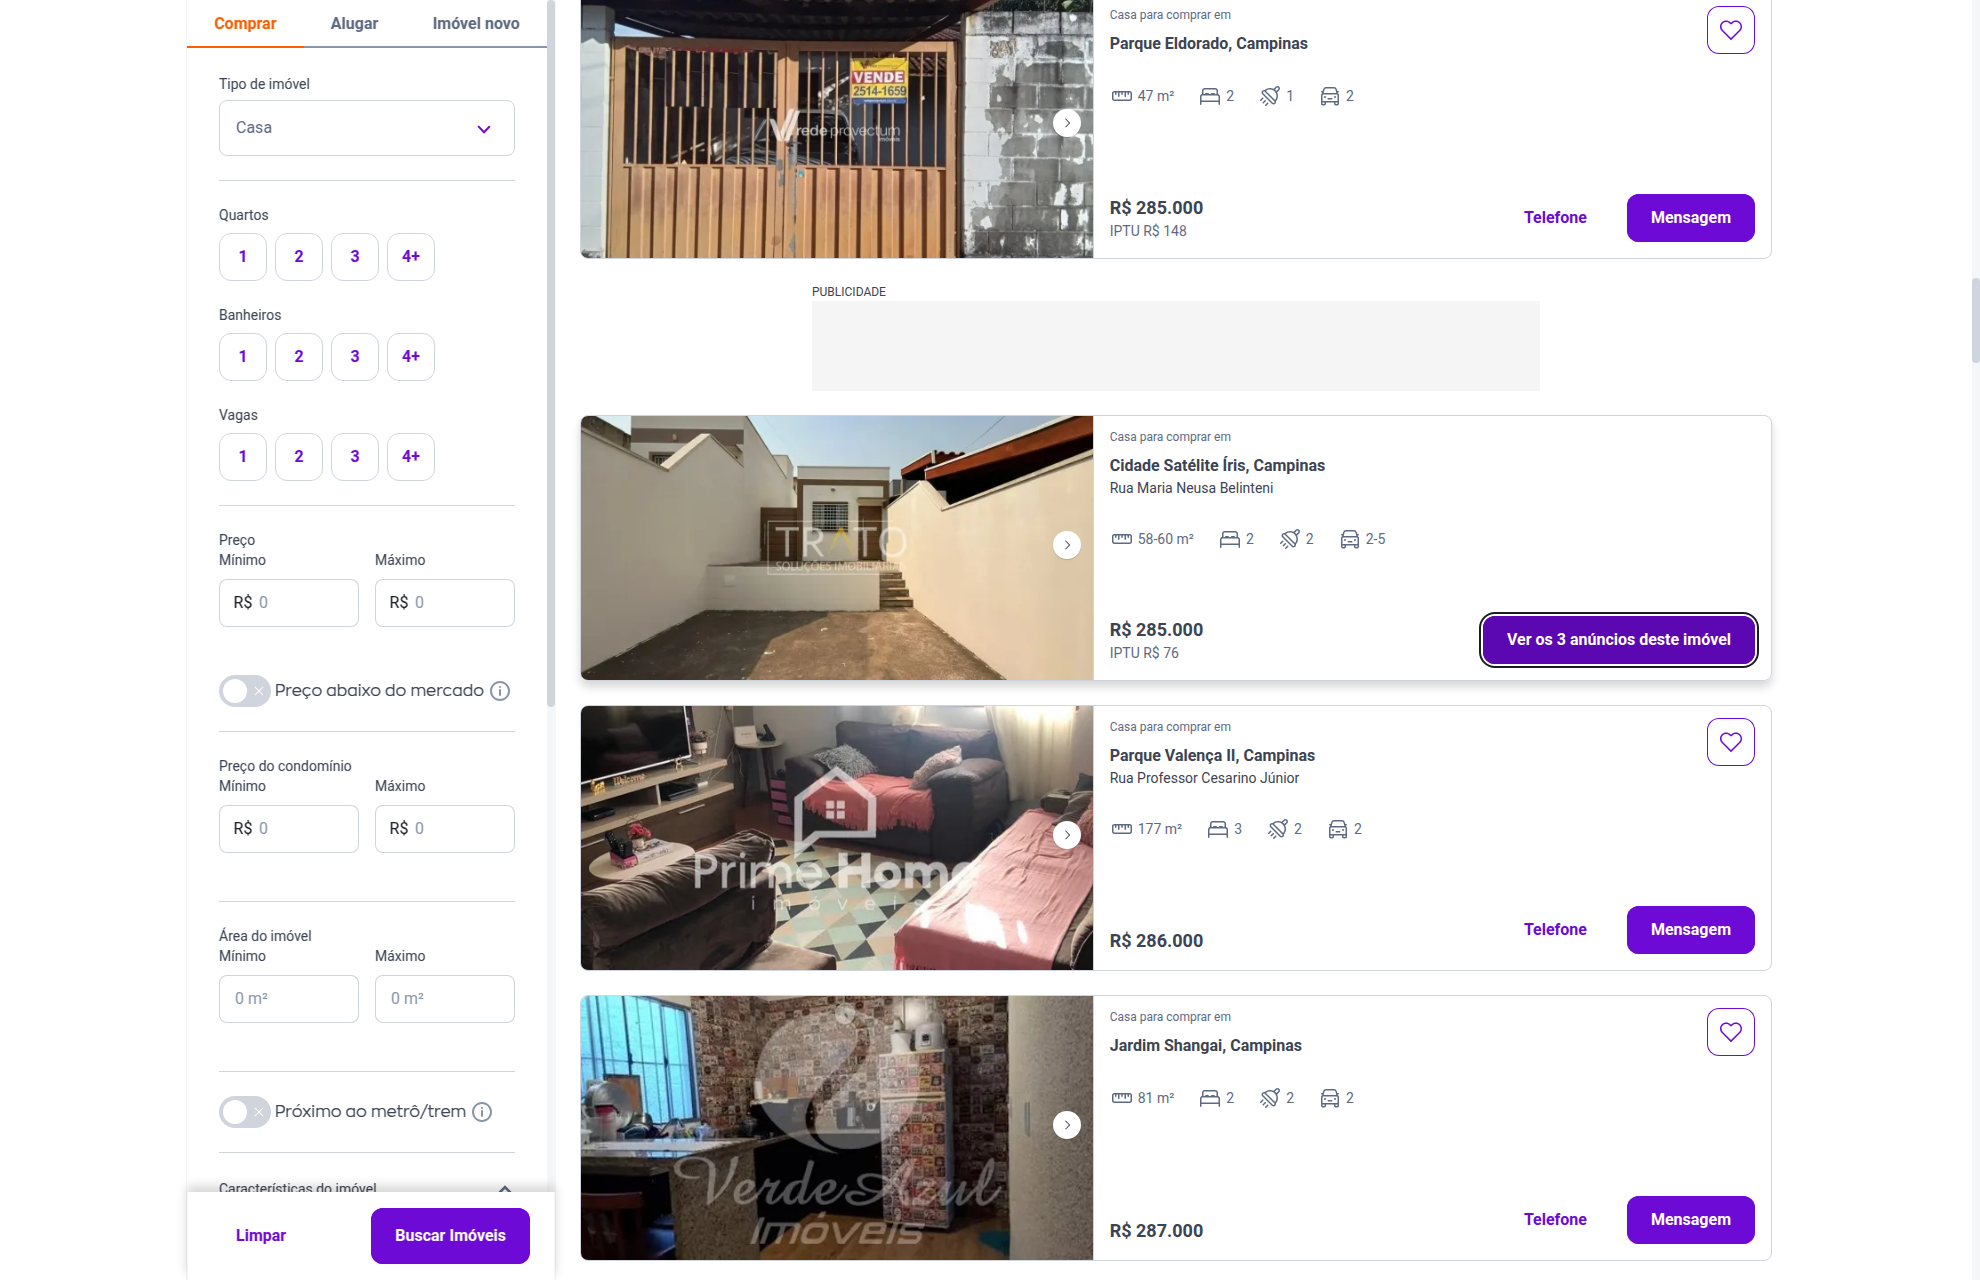 Comprar
Alugar
Imóvel novo
Tipo de imóvel
Casa
Quartos
1
2
3
4+
Banheiros
1
2
3
4+
Vagas
1
2
3
4+
Preço
Mínimo
Máximo
R$ 0
R$ 0
Preço abaixo do mercado
Preço do condomínio
Mínimo
Máximo
R$ 0
R$ 0
Área do imóvel
Mínimo
Máximo
0 m²
0 m²
Próximo ao metrô/trem
Características do imóvel
Limpar
Buscar Imóveis
VENDE
2514-1659
rede provectum
imóveis
Casa para comprar em
Parque Eldorado, Campinas
47 m²
2
1
2
R$ 285.000
IPTU R$ 148
Telefone
Mensagem
PUBLICIDADE
TRATO
SOLUÇÕES IMOBILIÁRIAS
Casa para comprar em
Cidade Satélite Íris, Campinas
Rua Maria Neusa Belinteni
58-60 m²
2
2
2-5
R$ 285.000
IPTU R$ 76
Ver os 3 anúncios deste imóvel
Welcome
Prime Home
imóveis
Casa para comprar em
Parque Valença II, Campinas
Rua Professor Cesarino Júnior
177 m²
3
2
2
R$ 286.000
Telefone
Mensagem
VerdeAzul
Imóveis
Casa para comprar em
Jardim Shangai, Campinas
81 m²
2
2
2
R$ 287.000
Telefone
Mensagem